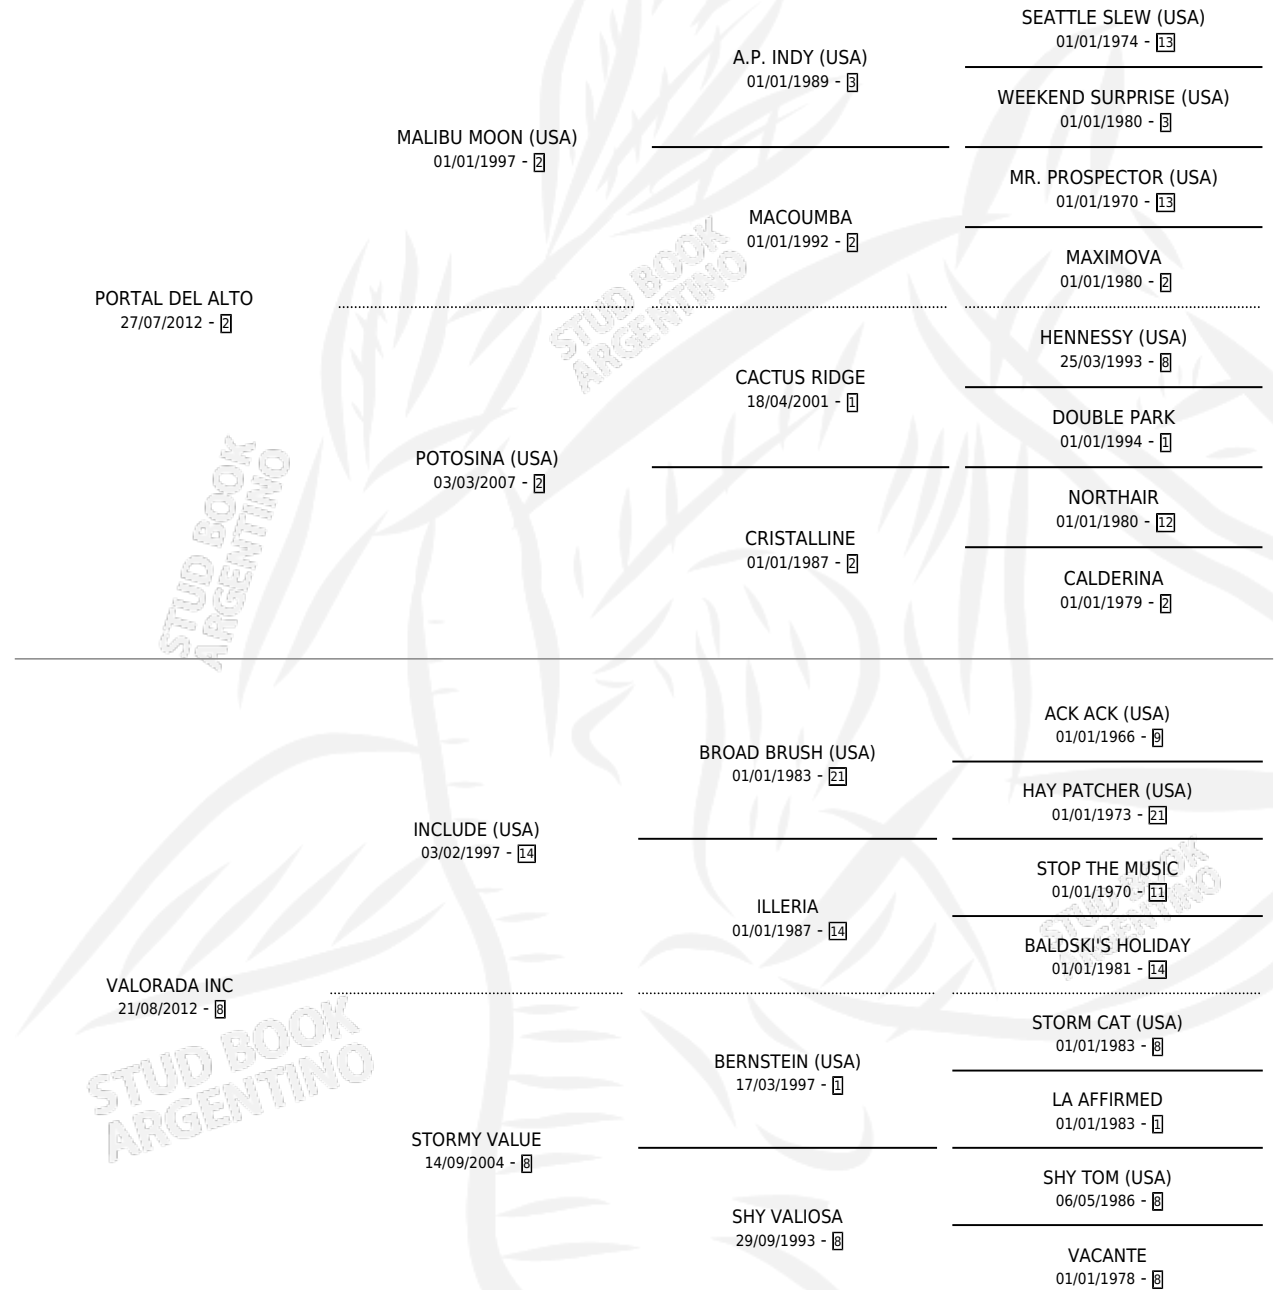 SEATTLE SLEW (USA)
01/01/1974 - 13
A.P. INDY (USA)
01/01/1989 - 3
WEEKEND SURPRISE (USA)
01/01/1980 - 3
MALIBU MOON (USA)
01/01/1997 - 2
MR. PROSPECTOR (USA)
01/01/1970 - 13
MACOUMBA
01/01/1992 - 2
MAXIMOVA
01/01/1980 - 2
PORTAL DEL ALTO
27/07/2012 - 2
HENNESSY (USA)
25/03/1993 - 8
CACTUS RIDGE
18/04/2001 - 1
DOUBLE PARK
01/01/1994 - 1
POTOSINA (USA)
03/03/2007 - 2
NORTHAIR
01/01/1980 - 12
CRISTALLINE
01/01/1987 - 2
CALDERINA
01/01/1979 - 2
STUD BOOK
ARGENTINO
STUD BOOK
ARGENTINO
ACK ACK (USA)
01/01/1966 - 9
BROAD BRUSH (USA)
01/01/1983 - 21
HAY PATCHER (USA)
01/01/1973 - 21
INCLUDE (USA)
03/02/1997 - 14
STOP THE MUSIC
01/01/1970 - 11
ILLERIA
01/01/1987 - 14
BALDSKI'S HOLIDAY
01/01/1981 - 14
STUD BOOK
ARGENTINO
VALORADA INC
21/08/2012 - 8
STORM CAT (USA)
01/01/1983 - 8
BERNSTEIN (USA)
17/03/1997 - 1
LA AFFIRMED
01/01/1983 - 1
STORMY VALUE
14/09/2004 - 8
SHY TOM (USA)
06/05/1986 - 8
SHY VALIOSA
29/09/1993 - 8
VACANTE
01/01/1978 - 8
STUD BOOK
ARGENTINO